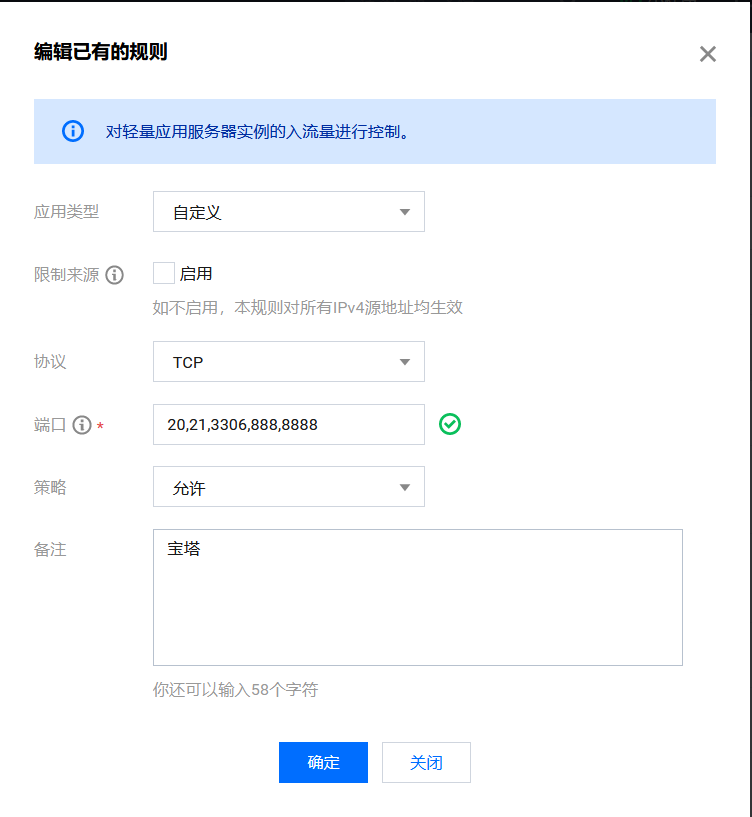 编辑已有的规则
对轻量应用服务器实例的入流量进行控制。
应用类型 自定义
限制来源 启用
如不启用，本规则对所有IPv4源地址均生效
协议 TCP
端口 * 20,21,3306,888,8888
策略 允许
备注 宝塔
你还可以输入58个字符
确定 关闭